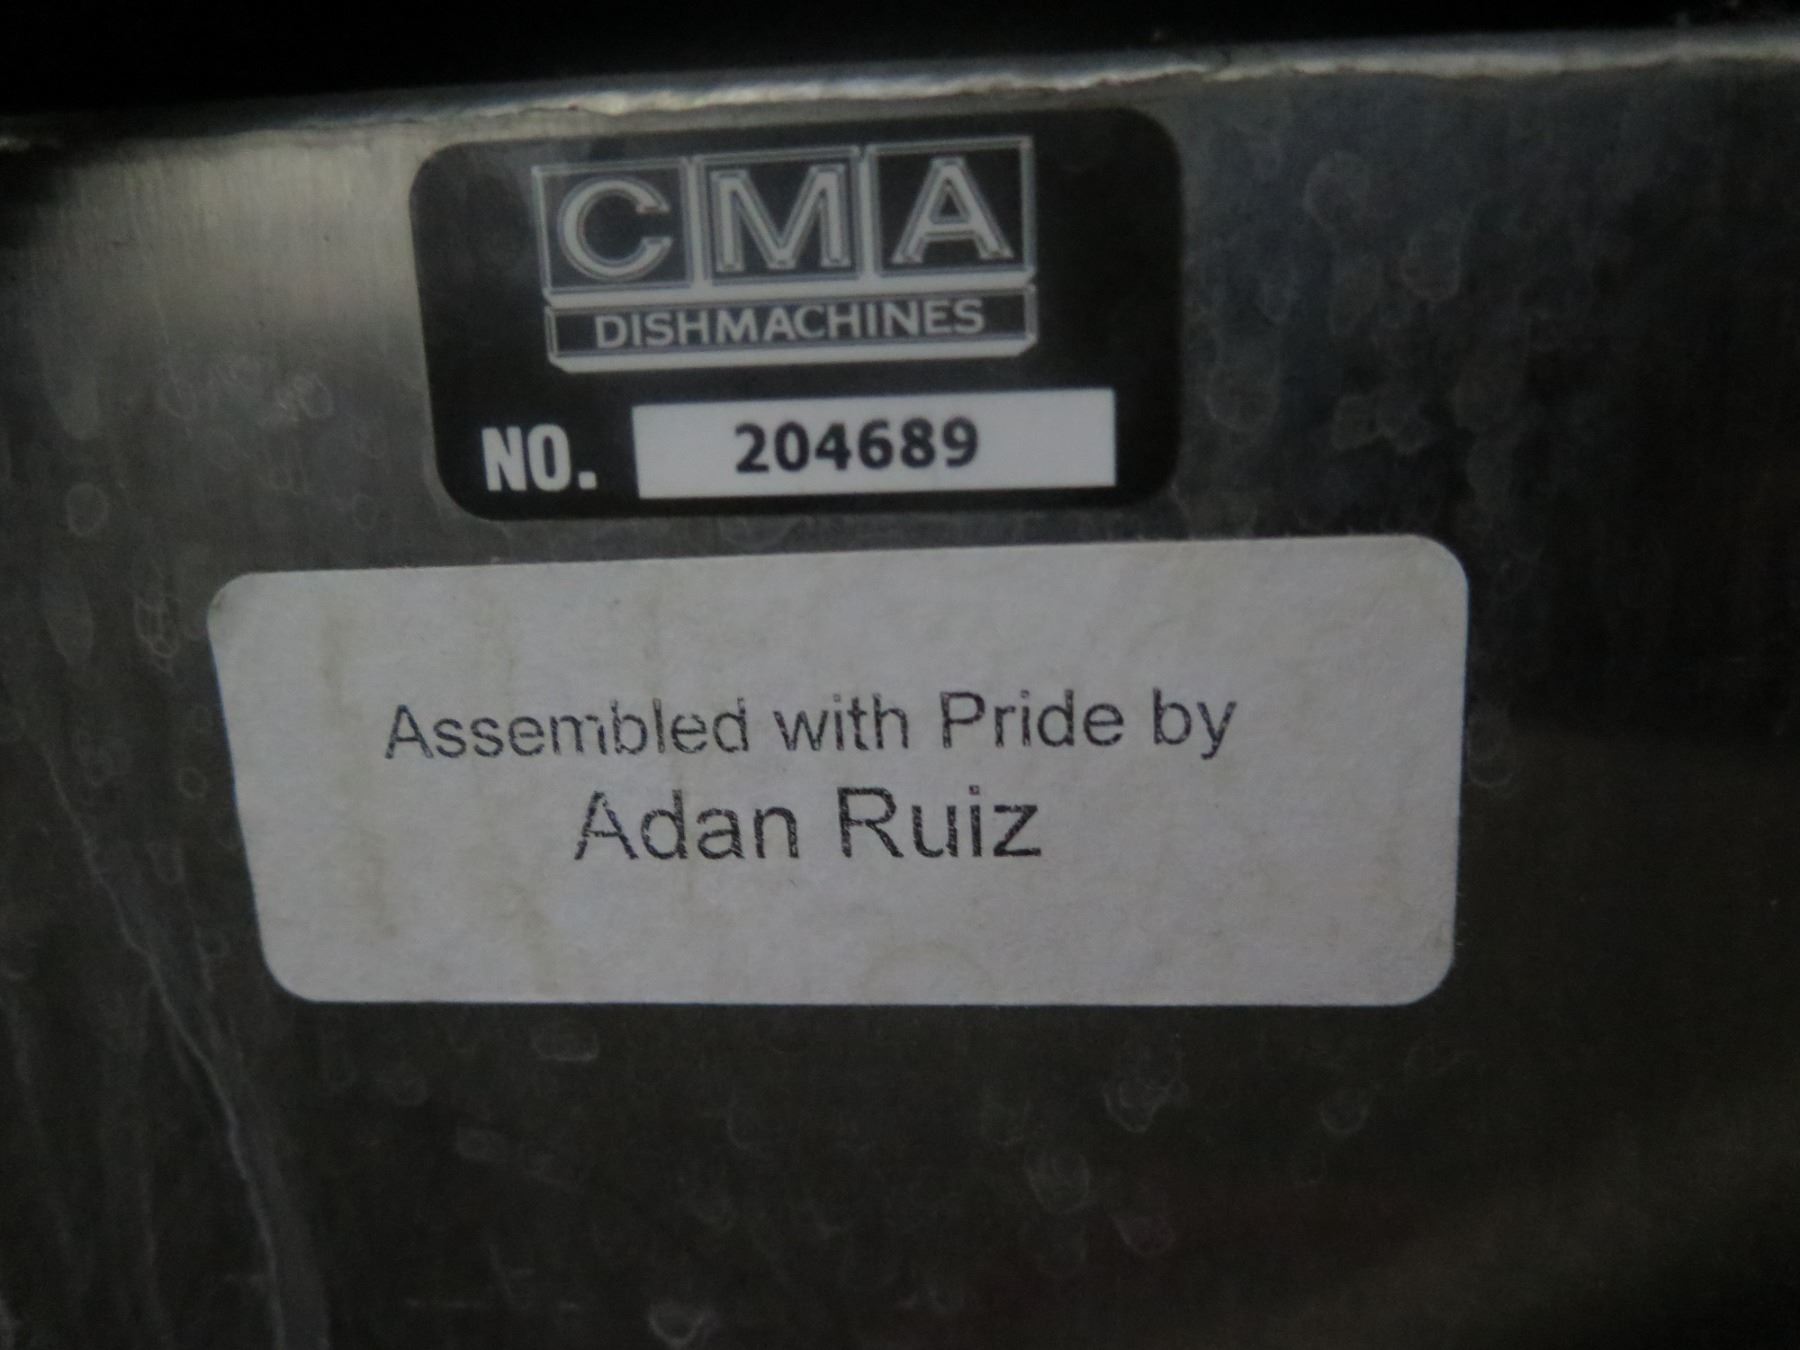 CMA
DISHMACHINES
NO. 204689
Assembled with Pride by
Adan Ruiz